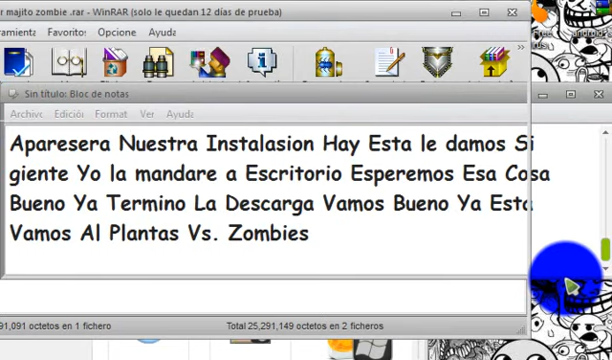 r majito zombie .rar - WinRAR (solo le quedan 12 días de prueba)
ramienta Favoritos Opcione Ayuda
Sin título: Bloc de notas
Archivo Edición Format Ver Ayuda
Aparesera Nuestra Instalasion Hay Esta le damos Si
giente Yo la mandare a Escritorio Esperemos Esa Cosa
Bueno Ya Termino La Descarga Vamos Bueno Ya Esta
Vamos Al Plantas Vs. Zombies
91,091 octetos en 1 fichero
Total 25,291,149 octetos en 2 ficheros